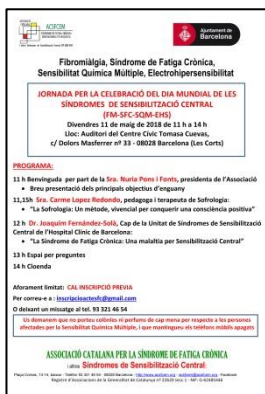 ACSFCEM
Ajuntament de
Barcelona
Fibromiàlgia, Síndrome de Fatiga Crònica,
Sensibilitat Química Múltiple, Electrohipersensibilitat
JORNADA PER LA CELEBRACIÓ DEL DIA MUNDIAL DE LES
SÍNDROMES DE SENSIBILITZACIÓ CENTRAL
(FM-SFC-SQM-EHS)
Divendres 11 de maig de 2018 de 11 h a 14 h
Lloc: Auditori del Centre Cívic Tomasa Cuevas,
c/ Dolors Masferrer nº 33 - 08028 Barcelona (Les Corts)
PROGRAMA:
11 h Benvinguda per part de la Sra. Nuria Pons i Fonts, presidenta de l'Associació
• Breu presentació dels principals objectius d'enguany
11,15h Sra. Carme Lopez Redondo, pedagoga i terapeuta de Sofrologia:
• "La Sofrologia: Un mètode, vivencial per conquerir una consciència positiva"
12 h Dr. Joaquim Fernández-Solà, Cap de la Unitat de Síndromes de Sensibilització
Central de l'Hospital Clínic de Barcelona:
• "La Síndrome de Fatiga Crònica: Una malaltia per Sensibilització Central"
13 h Espai per preguntes
14 h Cloenda
Aforament limitat: CAL INSCRIPCIÓ PREVIA
Per correu-e a : inscripcioactesfc@gmail.com
O deixant un missatge al tel. 93 321 46 54
Us demanem que no porteu colònies ni perfums de cap mena per respecte a les persones
afectades per la Sensibilitat Química Múltiple, i que mantingueu els telèfons mòbils apagats
ASSOCIACIÓ CATALANA PER LA SÍNDROME DE FATIGA CRÒNICA
i altres Síndromes de Sensibilització Central